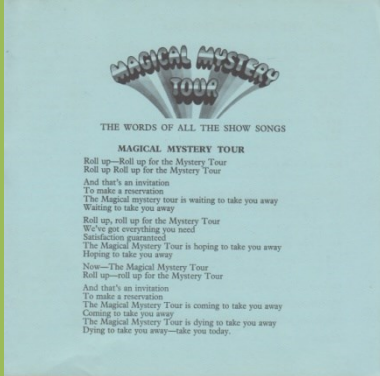 MAGICAL MYSTERY
TOUR
THE WORDS OF ALL THE SHOW SONGS
MAGICAL MYSTERY TOUR
Roll up—Roll up for the Mystery Tour
Roll up Roll up for the Mystery Tour
And that's an invitation
To make a reservation
The Magical mystery tour is waiting to take you away
Waiting to take you away
Roll up, roll up for the Mystery Tour
We've got everything you need
Satisfaction guaranteed
The Magical Mystery Tour is hoping to take you away
Hoping to take you away
Now—The Magical Mystery Tour
Roll up—roll up for the Mystery Tour
And that's an invitation
To make a reservation
The Magical Mystery Tour is coming to take you away
Coming to take you away
The Magical Mystery Tour is dying to take you away
Dying to take you away—take you today.